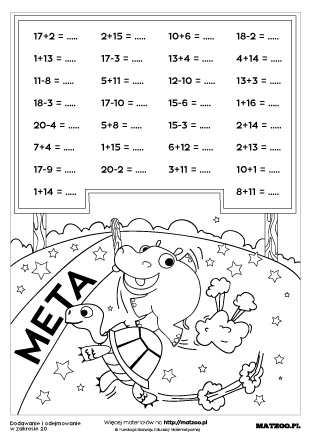 17+2 = ..... 2+15 = ..... 10+6 = ..... 18-2 = .....
1+13 = ..... 17-3 = ..... 13+4 = ..... 4+14 = .....
11-8 = ..... 5+11 = ..... 12-10 = ..... 13+3 = .....
18-3 = ..... 17-10 = ..... 15-6 = ..... 1+16 = .....
20-4 = ..... 5+8 = ..... 15-3 = ..... 2+14 = .....
7+4 = ..... 1+15 = ..... 6+12 = ..... 2+13 = .....
17-9 = ..... 20-2 = ..... 3+11 = ..... 10+1 = .....
1+14 = ..... 8+11 = .....
META
Dodawanie i odejmowanie
w zakresie 20
Więcej materiałów na http://matzoo.pl
© Fundacja Rozwoju Edukacji Matematycznej
MATZOO.PL